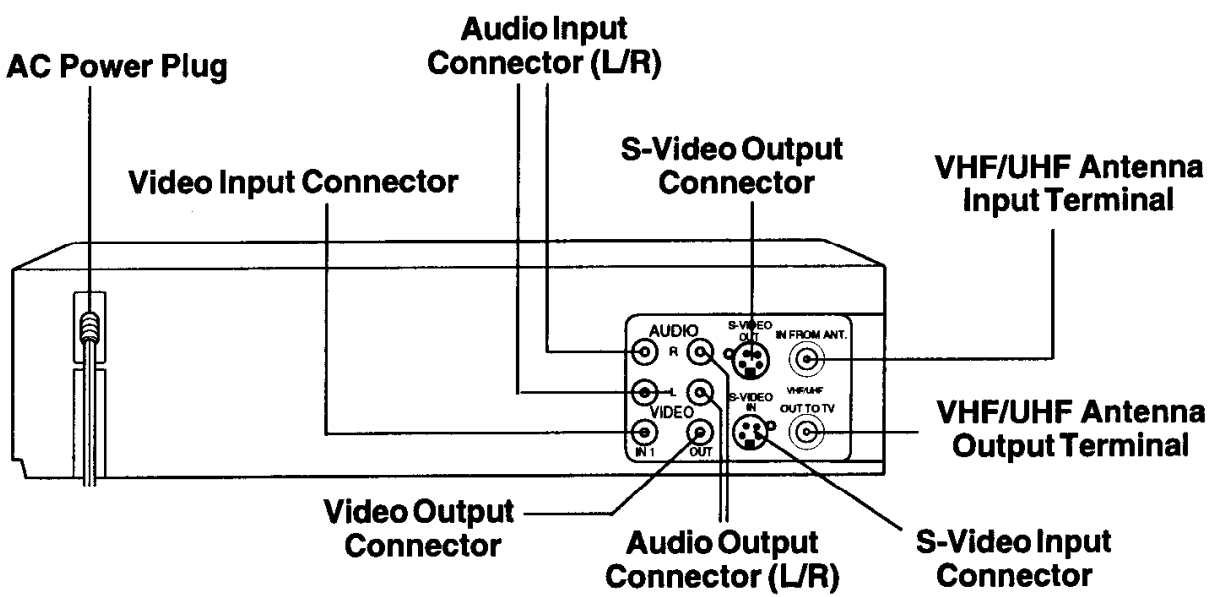 Audio Input
Connector (L/R)
AC Power Plug
S-Video Output
Connector
VHF/UHF Antenna
Input Terminal
Video Input Connector
S-VIDEO
OUT
AUDIO
IN FROM ANT.
R
L
VHF/UHF
S-VIDEO
IN
OUT TO TV
VIDEO
IN 1
OUT
VHF/UHF Antenna
Output Terminal
Video Output
Connector
Audio Output
Connector (L/R)
S-Video Input
Connector